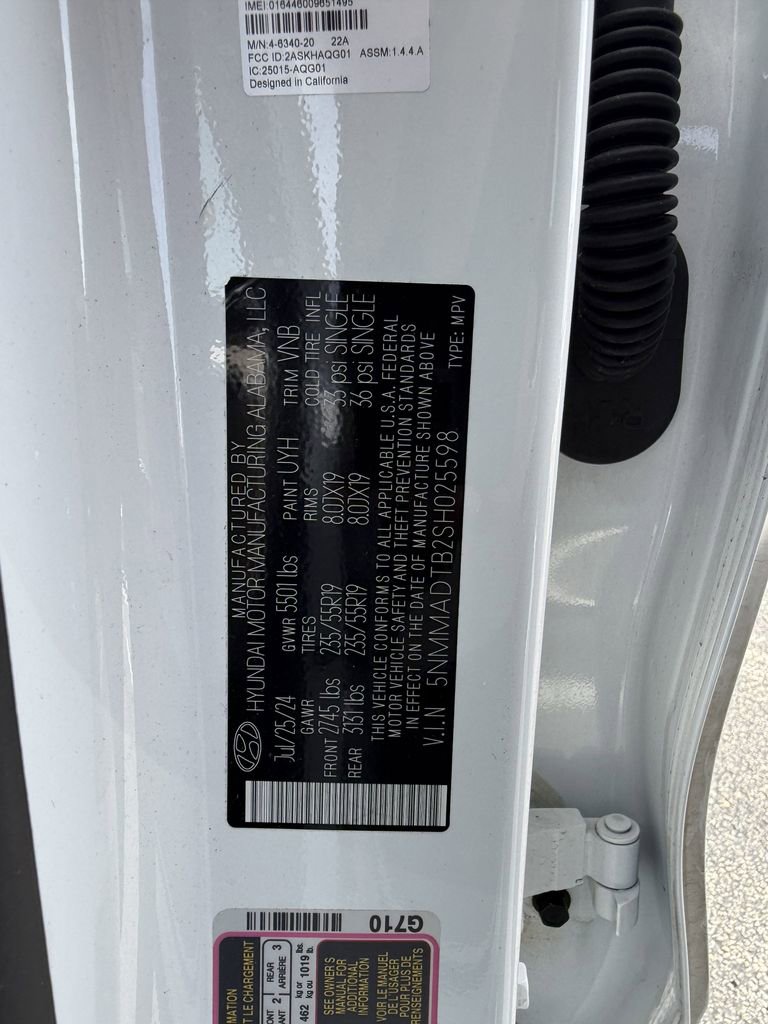 IMEI:016446009651495
M/N:4-6340-20 22A
FCC ID:2ASKHAQG01 ASSM:1.4.4.A
IC:25015-AQG01
Designed in California
MANUFACTURED BY
HYUNDAI MOTOR MANUFACTURING ALABAMA, LLC
Jul/25/24 GVWR 5501 lbs PAINT UYH TRIM VNB
GAWR TIRES RIMS COLD TIRE INFL
FRONT 2745 lbs 235/55R19 8.0JX19 33 psi SINGLE
REAR 3131 lbs 235/55R19 8.0JX19 36 psi SINGLE
THIS VEHICLE CONFORMS TO ALL APPLICABLE U.S.A. FEDERAL
MOTOR VEHICLE SAFETY AND THEFT PREVENTION STANDARDS
IN EFFECT ON THE DATE OF MANUFACTURE SHOWN ABOVE
V.I.N 5NMMADTB2SH025598 TYPE: MPV
G710
REAR 3
ARRIÈRE
2
462 kg or 1019 lbs.
kg ou lb.
SEE OWNER'S
MANUAL FOR
ADDITIONAL
INFORMATION
VOIR LE MANUEL
DE L'USAGER
POUR PLUS DE
RENSEIGNEMENTS